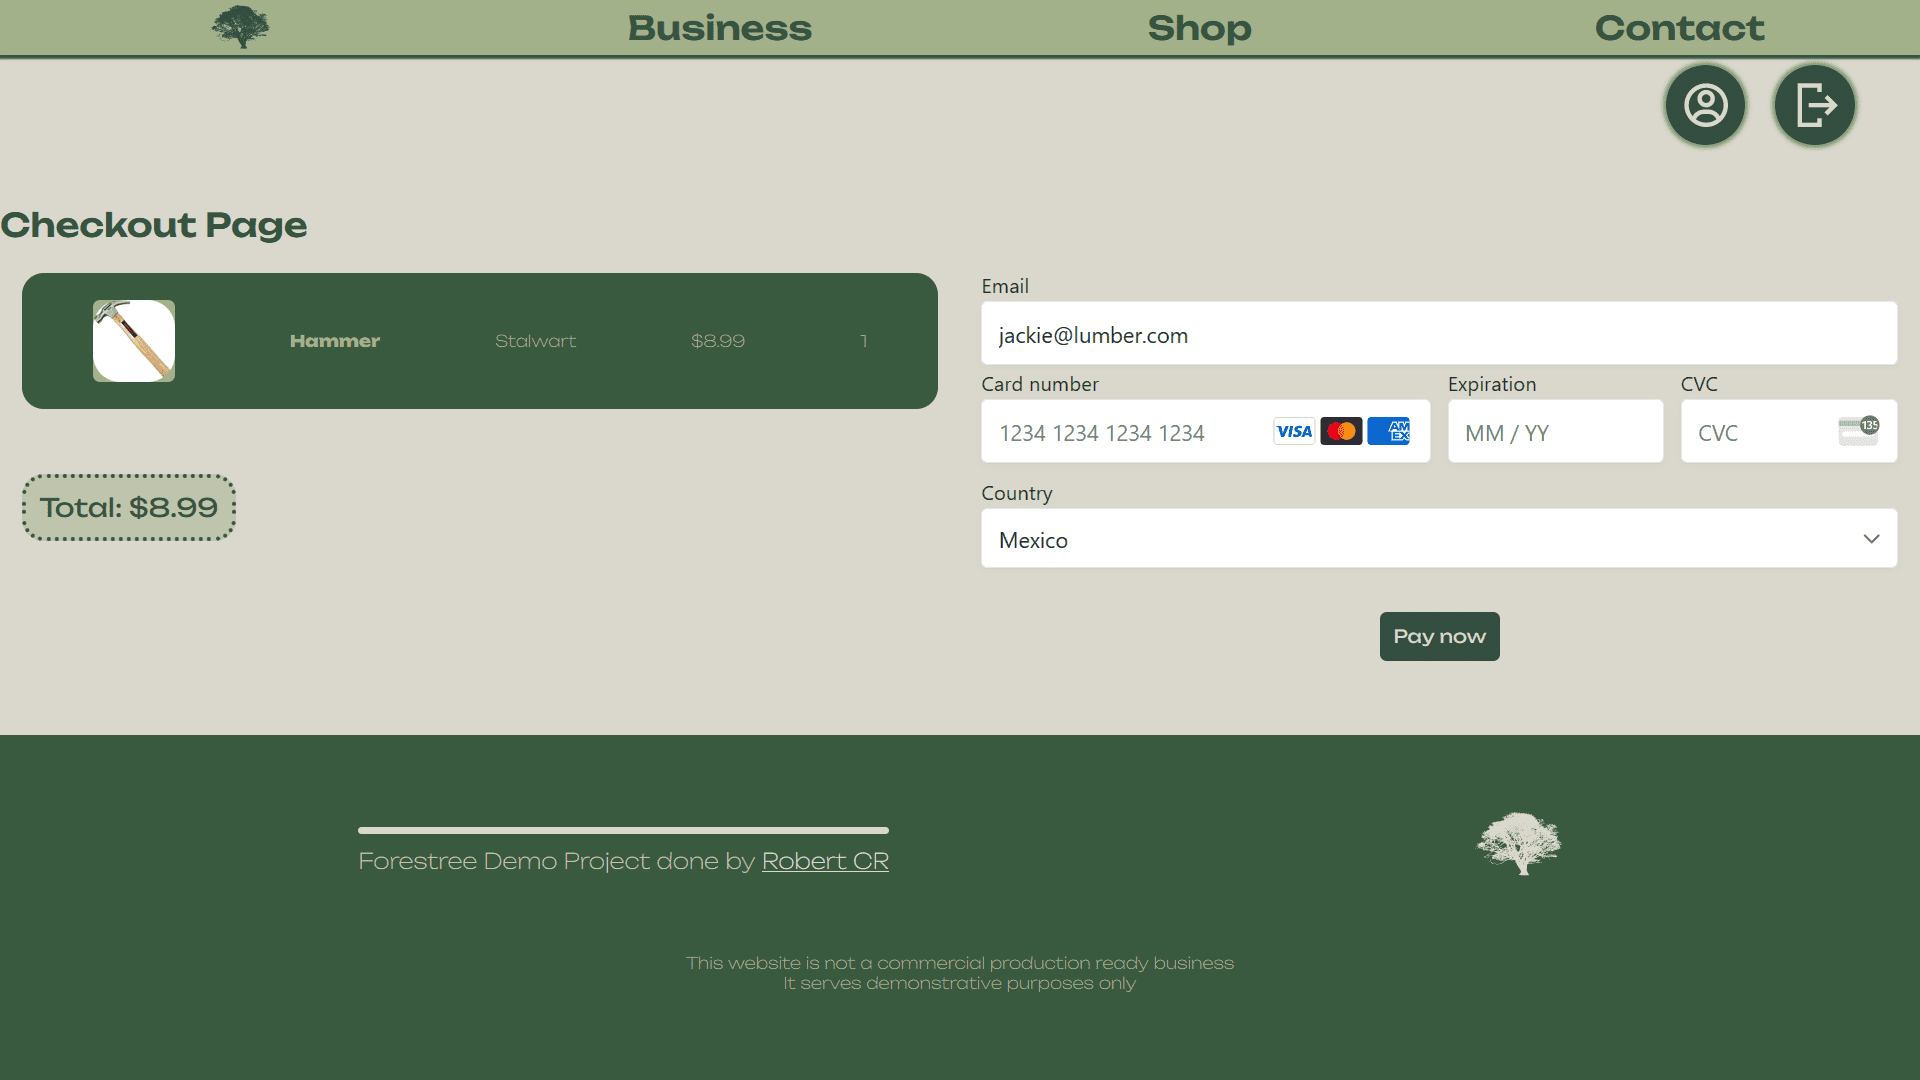 Business
Shop
Contact
Checkout Page
Hammer
Stalwart
$8.99
1
Total: $8.99
Email
jackie@lumber.com
Card number
Expiration
CVC
1234 1234 1234 1234
VISA
AM
EX
MM / YY
CVC
135
Country
Mexico
Pay now
Forestree Demo Project done by Robert CR
This website is not a commercial production ready business
It serves demonstrative purposes only